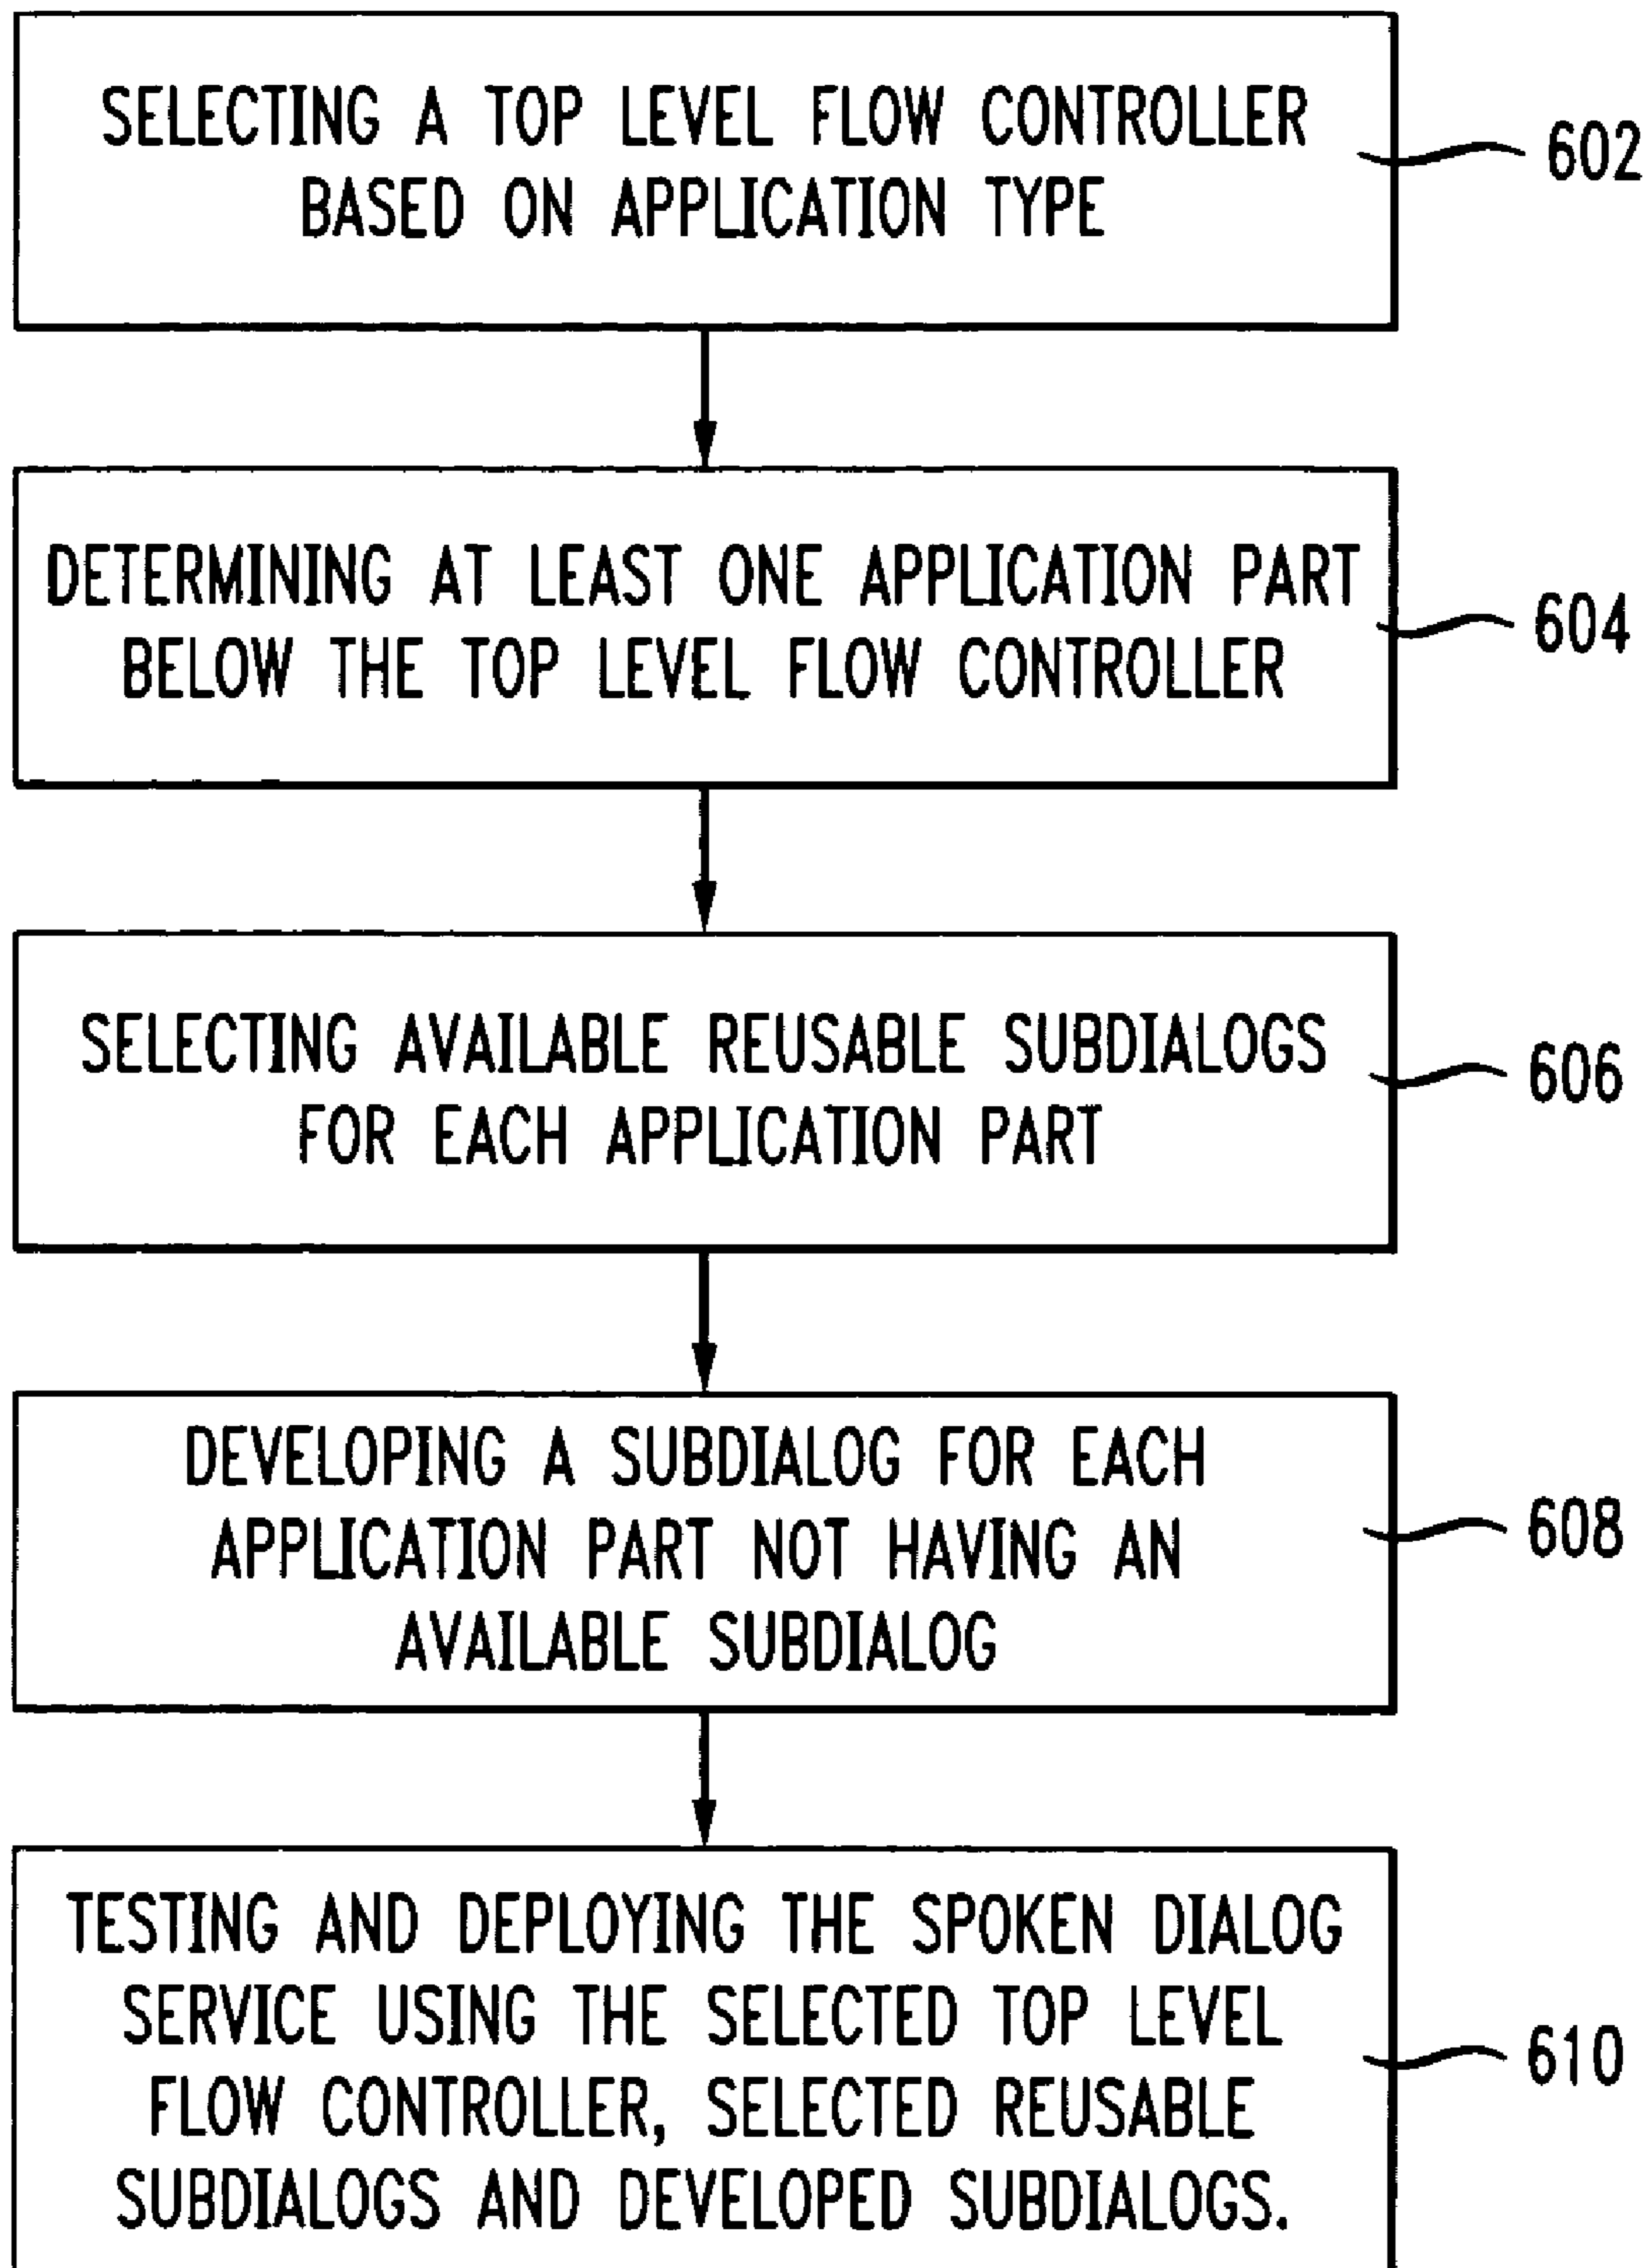 SELECTING A TOP LEVEL FLOW CONTROLLER
BASED ON APPLICATION TYPE
602
DETERMINING AT LEAST ONE APPLICATION PART
BELOW THE TOP LEVEL FLOW CONTROLLER
604
SELECTING AVAILABLE REUSABLE SUBDIALOGS
FOR EACH APPLICATION PART
606
DEVELOPING A SUBDIALOG FOR EACH
APPLICATION PART NOT HAVING AN
AVAILABLE SUBDIALOG
608
TESTING AND DEPLOYING THE SPOKEN DIALOG
SERVICE USING THE SELECTED TOP LEVEL
FLOW CONTROLLER, SELECTED REUSABLE
SUBDIALOGS AND DEVELOPED SUBDIALOGS.
610